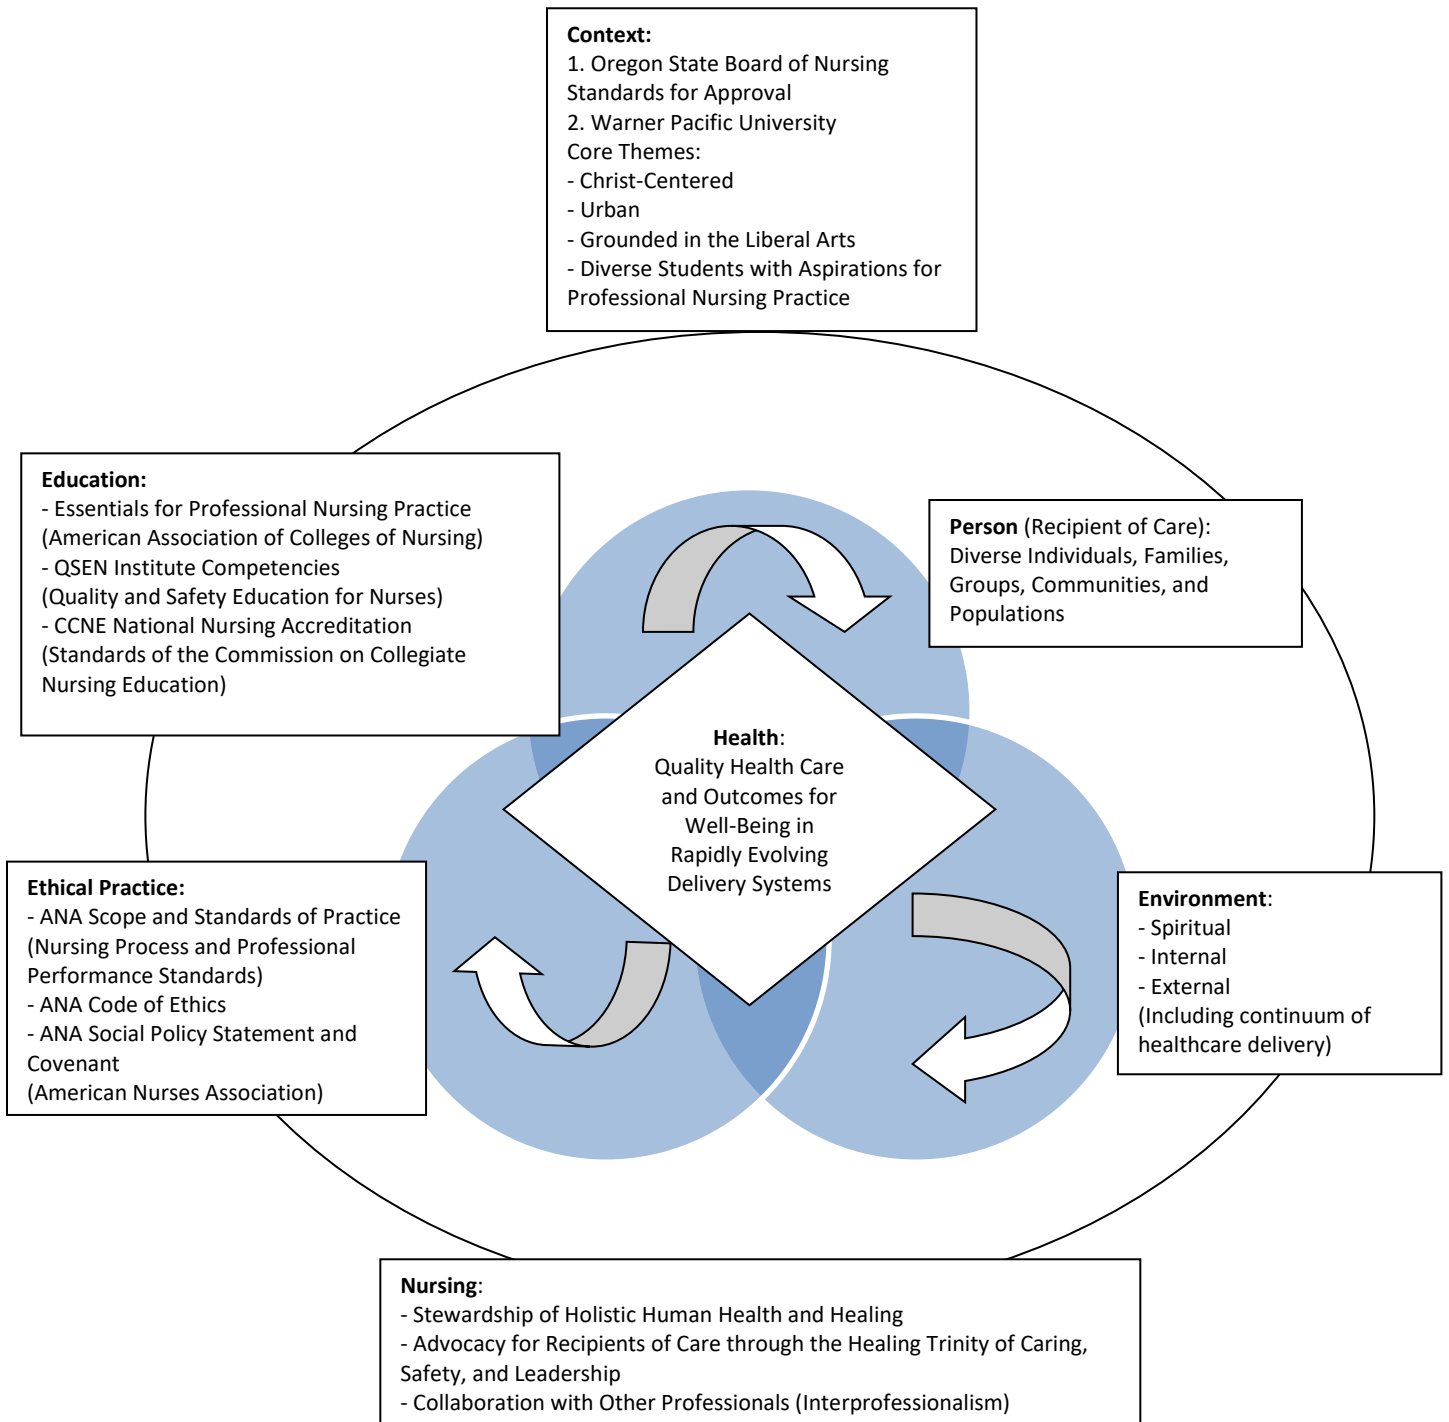 Context:
1. Oregon State Board of Nursing
Standards for Approval
2. Warner Pacific University
Core Themes:
- Christ-Centered
- Urban
- Grounded in the Liberal Arts
- Diverse Students with Aspirations for
Professional Nursing Practice
Education:
- Essentials for Professional Nursing Practice
(American Association of Colleges of Nursing)
- QSEN Institute Competencies
(Quality and Safety Education for Nurses)
- CCNE National Nursing Accreditation
(Standards of the Commission on Collegiate
Nursing Education)
Person (Recipient of Care):
Diverse Individuals, Families,
Groups, Communities, and
Populations
Health:
Quality Health Care
and Outcomes for
Well-Being in
Rapidly Evolving
Delivery Systems
Ethical Practice:
- ANA Scope and Standards of Practice
(Nursing Process and Professional
Performance Standards)
- ANA Code of Ethics
- ANA Social Policy Statement and
Covenant
(American Nurses Association)
Environment:
- Spiritual
- Internal
- External
(Including continuum of
healthcare delivery)
Nursing:
- Stewardship of Holistic Human Health and Healing
- Advocacy for Recipients of Care through the Healing Trinity of Caring,
Safety, and Leadership
- Collaboration with Other Professionals (Interprofessionalism)